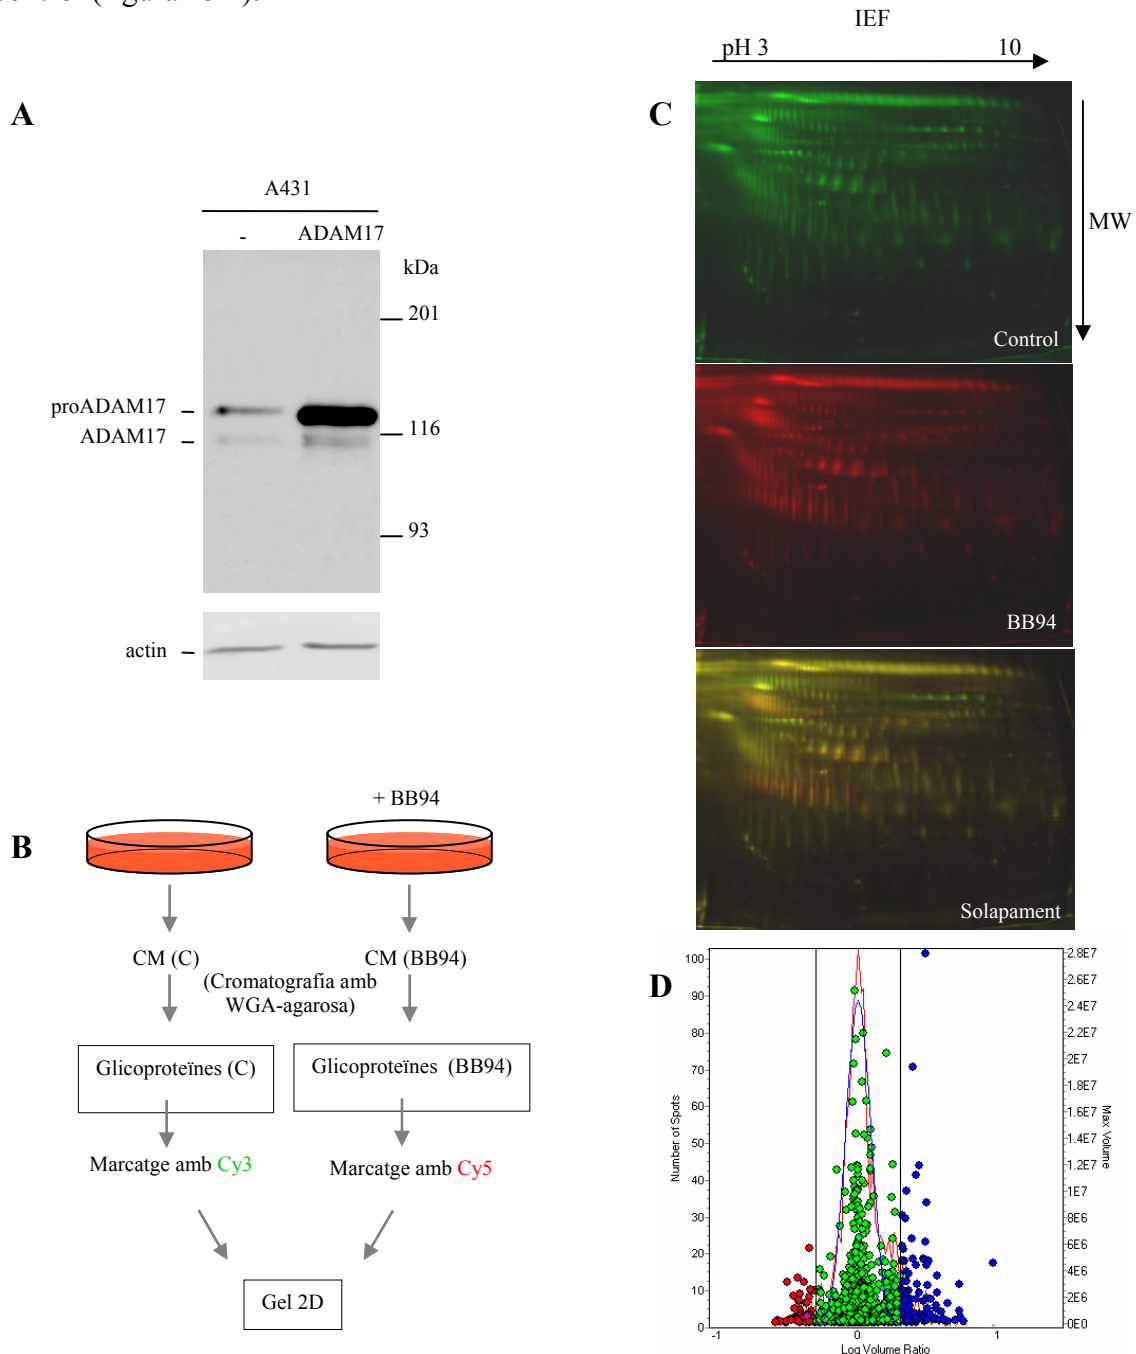 A
A431
-
ADAM17
kDa
201
proADAM17
116
ADAM17
93
actin
B
+ BB94
CM (C)
CM (BB94)
(Cromatografia amb
WGA-agarosa)
Glicoproteïnes (C)
Glicoproteïnes (BB94)
Marcatge amb Cy3
Marcatge amb Cy5
Gel 2D
IEF
pH 3
10
C
MW
Control
BB94
Solapament
D
100
90
80
70
60
50
40
30
20
10
0
Number of Spots
2.8E7
2.4E7
2.2E7
2E7
1.8E7
1.6E7
1.4E7
1.2E7
1E7
8E6
6E6
4E6
2E6
0E0
Max Volume
-1
0
1
Log Volume Ratio